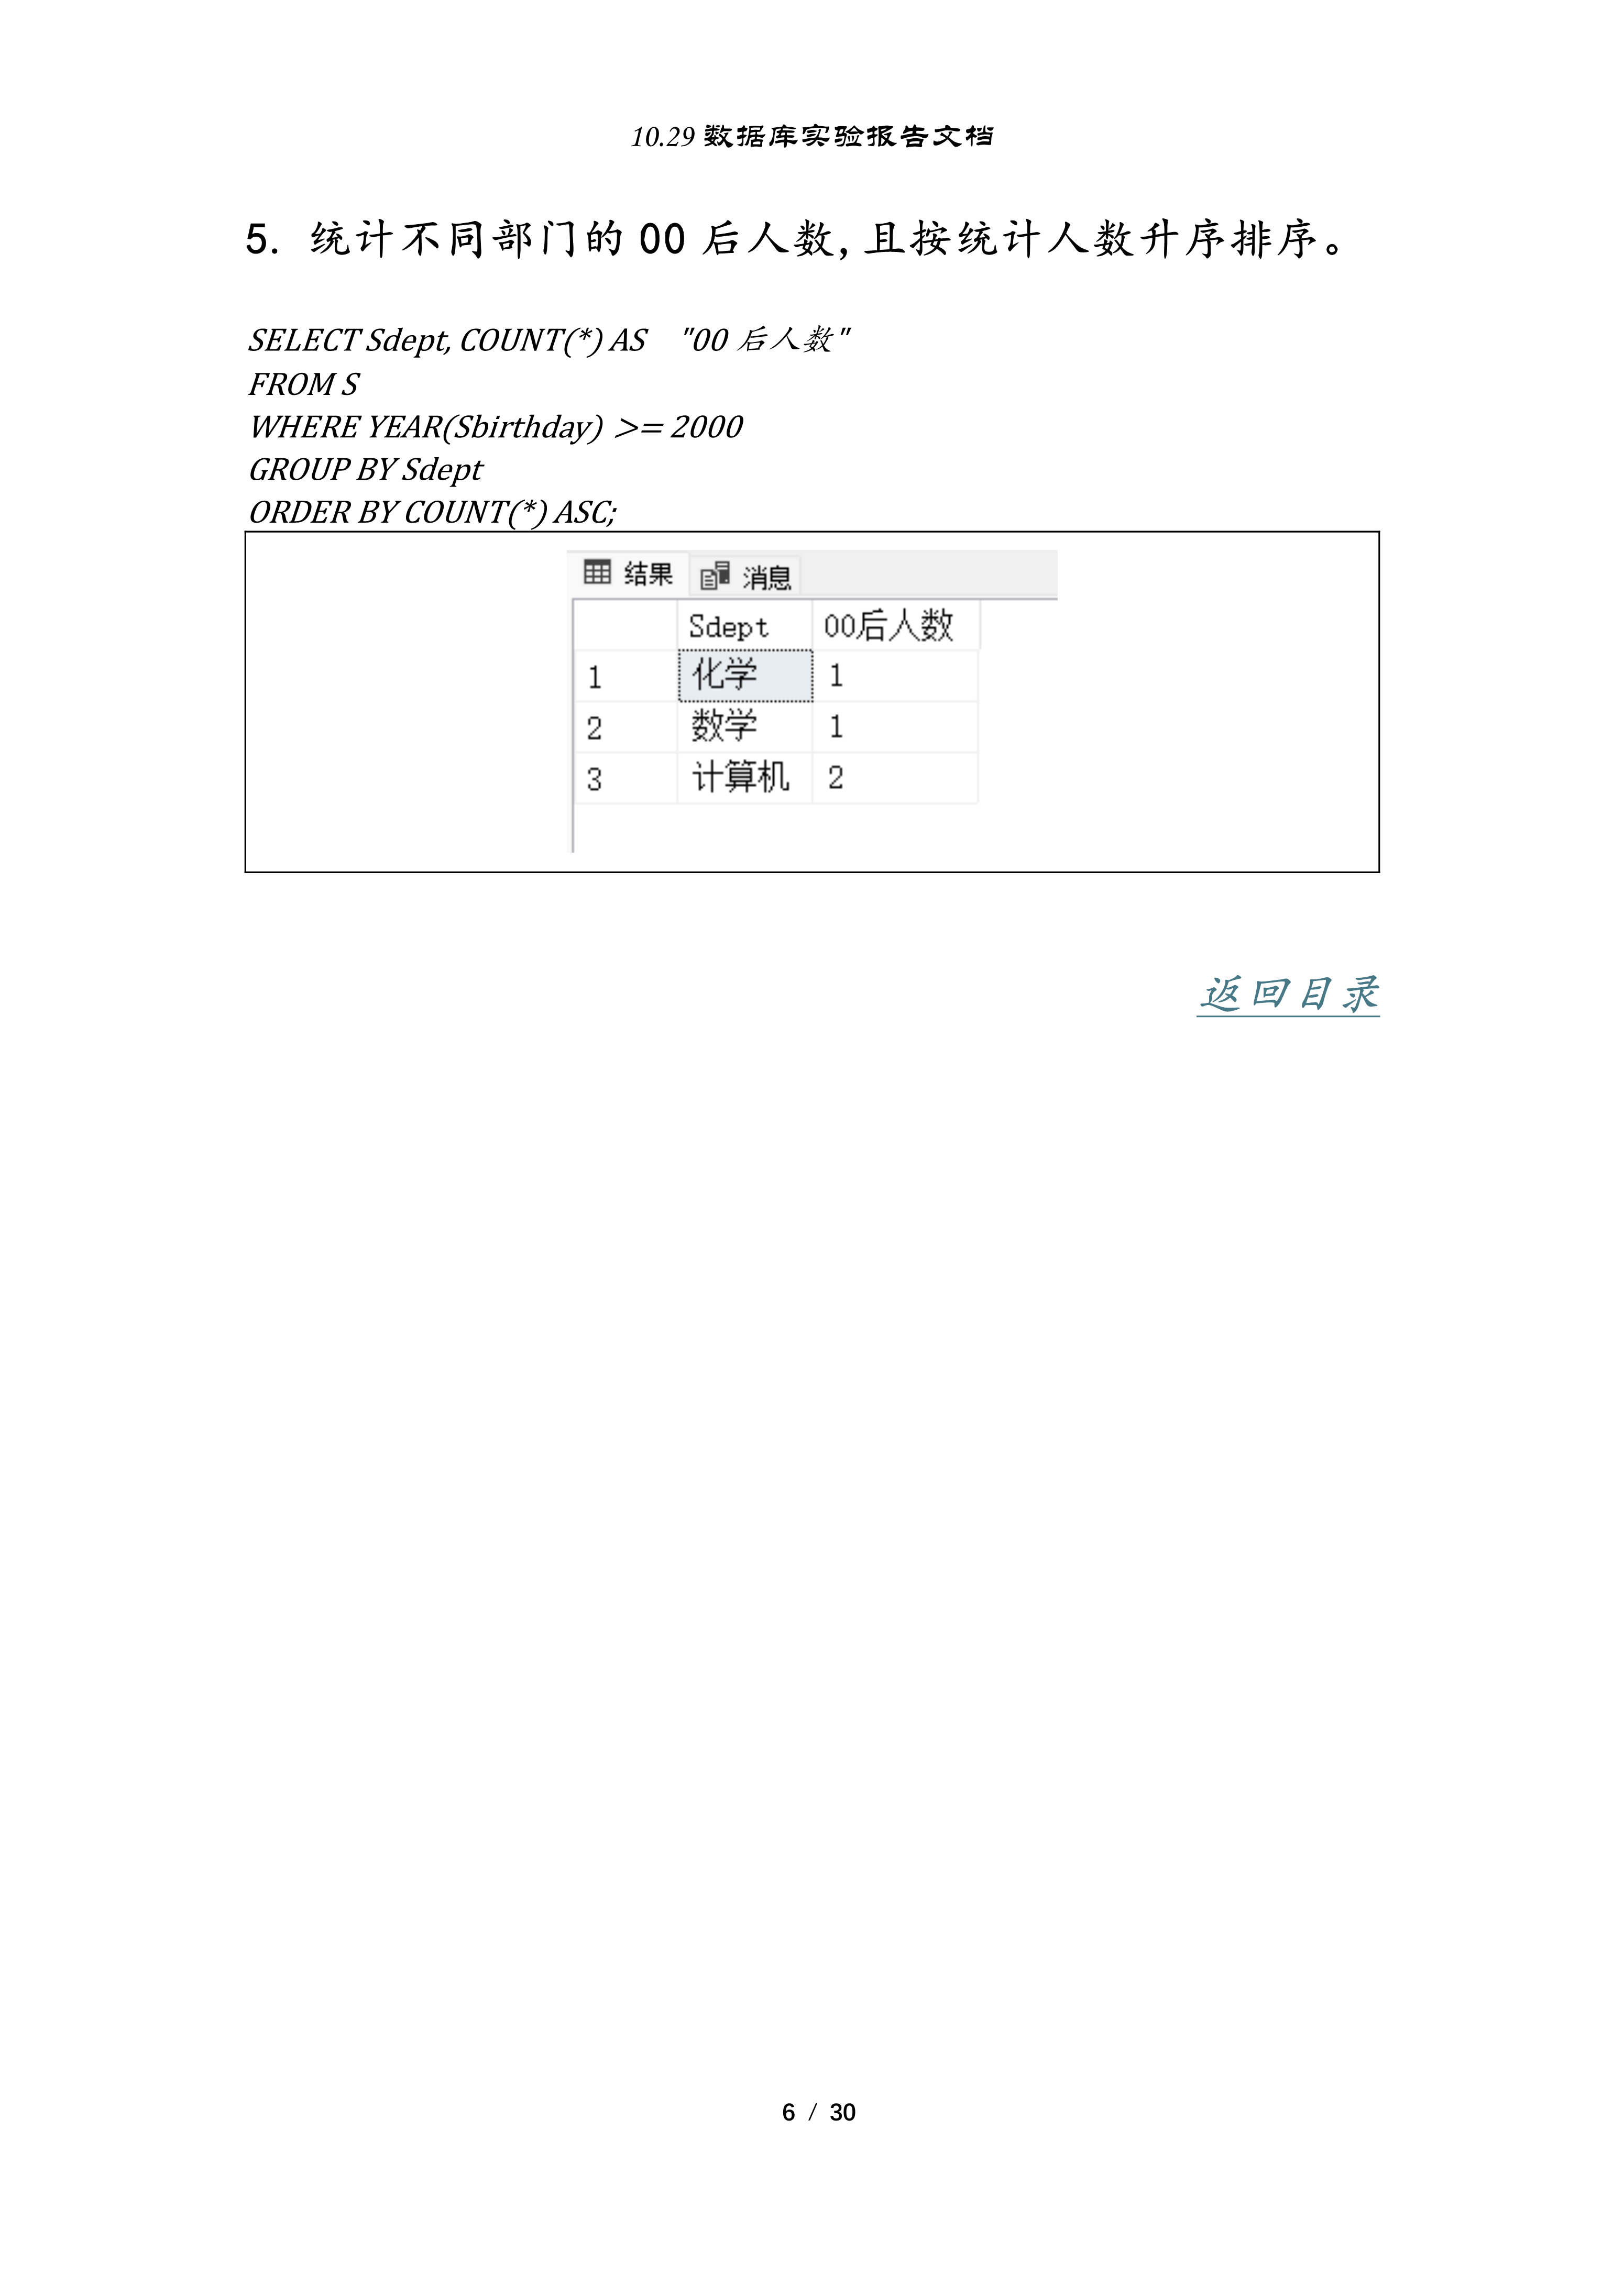 10.29 数据库实验报告文档
5. 统计不同部门的 00 后人数,且按统计人数升序排序。
SELECT Sdept, COUNT(*) AS "00 后人数"
FROM S
WHERE YEAR(Sbirthday) >= 2000
GROUP BY Sdept
ORDER BY COUNT(*) ASC;
结果 消息
Sdept 00后人数
1 化学 1
2 数学 1
3 计算机 2
返回目录
6 / 30